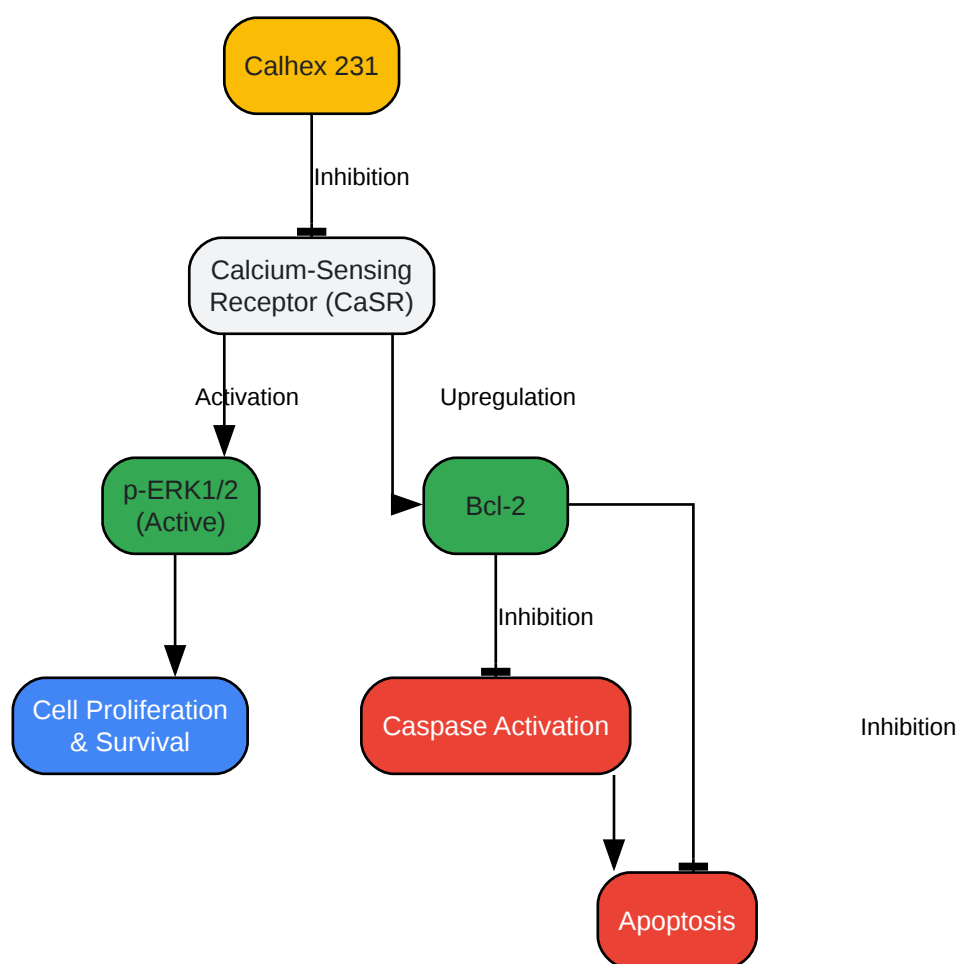 Calhex 231
Inhibition
Calcium-Sensing
Receptor (CaSR)
Activation
Upregulation
p-ERK1/2
(Active)
Bcl-2
Inhibition
Cell Proliferation
& Survival
Caspase Activation
Inhibition
Apoptosis